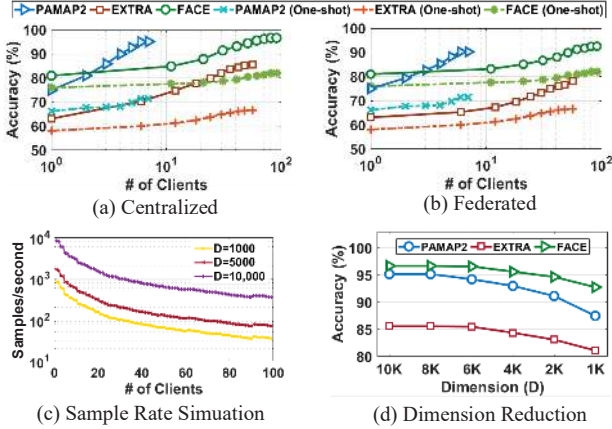 PAMAP2 EXTRA FACE PAMAP2 (One-shot) EXTRA (One-shot) FACE (One-shot)
Accuracy (%)
100
90
80
70
60
50
10^0 10^1 10^2
# of Clients
(a) Centralized
Accuracy (%)
100
90
80
70
60
50
10^0 10^1 10^2
# of Clients
(b) Federated
Samples/second
10^4
10^3
10^2
10^1
D=1000
D=5000
D=10,000
0 20 40 60 80 100
# of Clients
(c) Sample Rate Simuation
Accuracy (%)
100
95
90
85
80
PAMAP2 EXTRA FACE
10K 8K 6K 4K 2K 1K
Dimension (D)
(d) Dimension Reduction